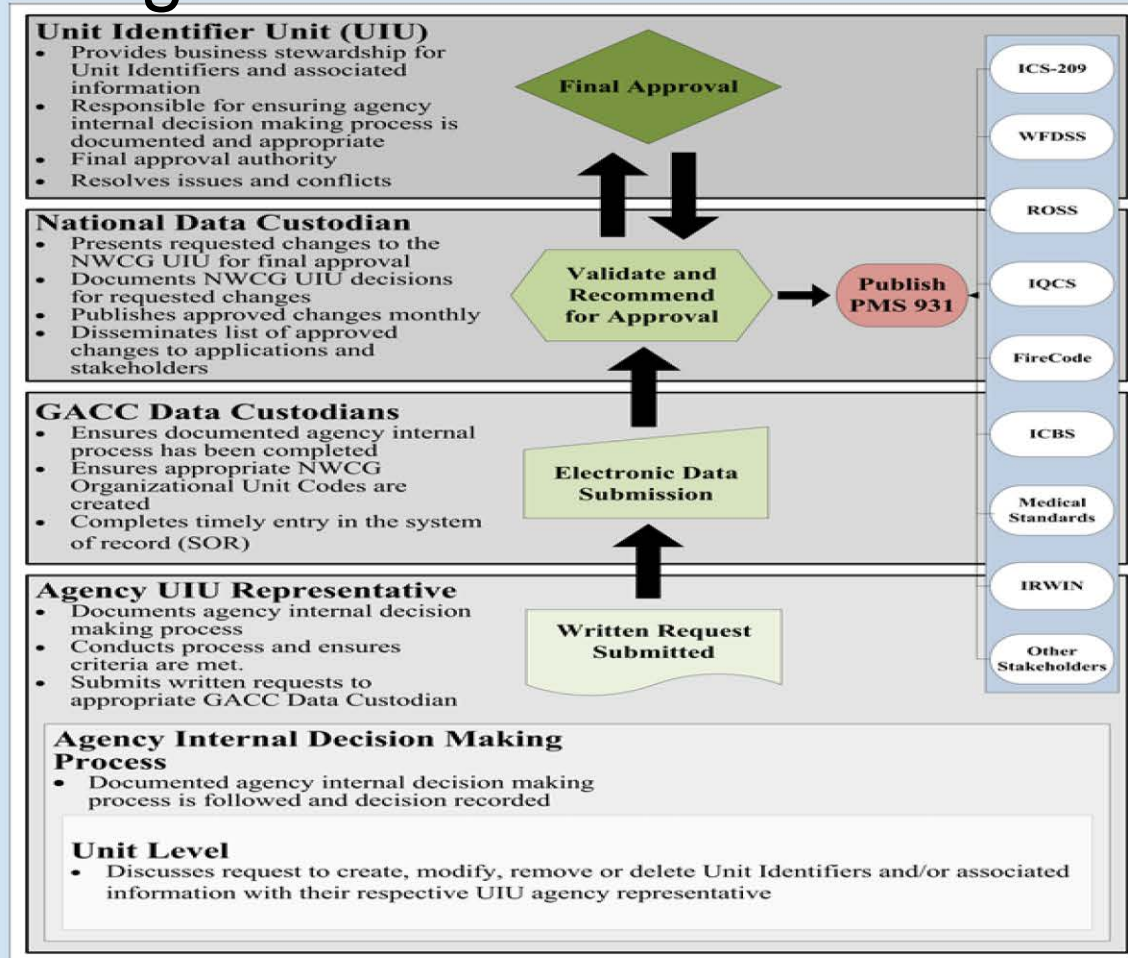 Unit Identifier Unit (UIU)
• Provides business stewardship for
Unit Identifiers and associated
information
• Responsible for ensuring agency
internal decision making process is
documented and appropriate
• Final approval authority
• Resolves issues and conflicts
Final Approval
National Data Custodian
• Presents requested changes to the
NWCG UIU for final approval
• Documents NWCG UIU decisions
for requested changes
• Publishes approved changes monthly
• Disseminates list of approved
changes to applications and
stakeholders
Validate and
Recommend
for Approval
Publish
PMS 931
GACC Data Custodians
• Ensures documented agency internal
process has been completed
• Ensures appropriate NWCG
Organizational Unit Codes are
created
• Completes timely entry in the system
of record (SOR)
Electronic Data
Submission
Agency UIU Representative
• Documents agency internal decision
making process
• Conducts process and ensures
criteria are met.
• Submits written requests to
appropriate GACC Data Custodian
Written Request
Submitted
Agency Internal Decision Making
Process
• Documented agency internal decision making
process is followed and decision recorded
Unit Level
• Discusses request to create, modify, remove or delete Unit Identifiers and/or associated
information with their respective UIU agency representative
ICS-209
WFDSS
ROSS
IQCS
FireCode
ICBS
Medical
Standards
IRWIN
Other
Stakeholders